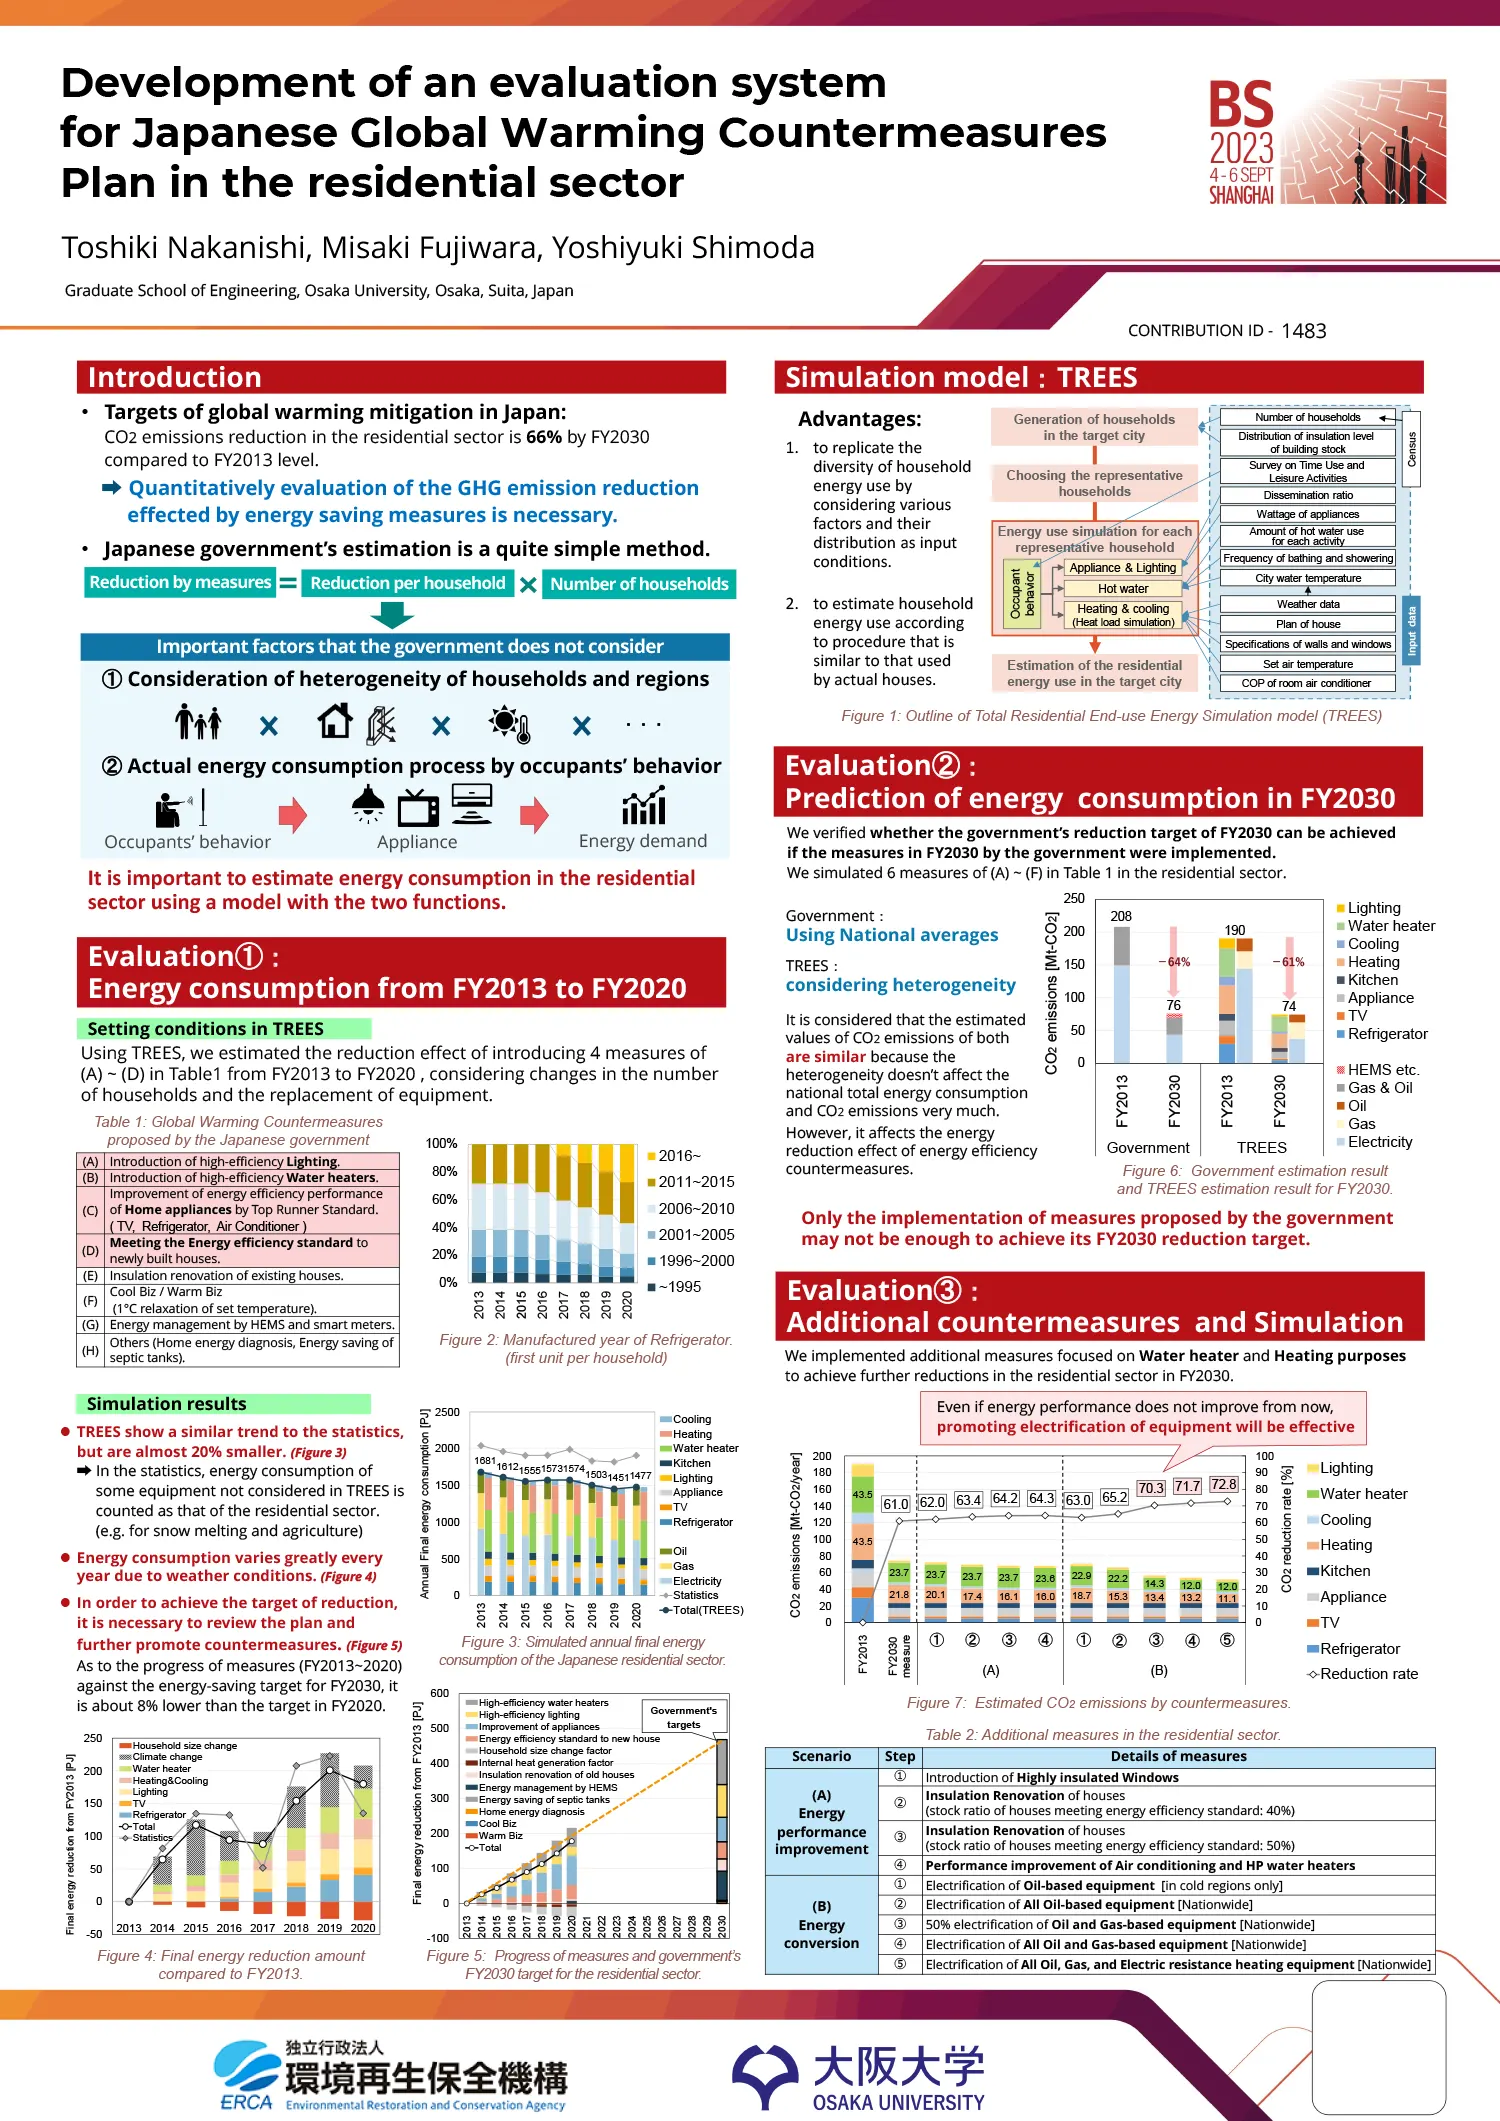 Development of an evaluation system
for Japanese Global Warming Countermeasures
Plan in the residential sector
Toshiki Nakanishi, Misaki Fujiwara, Yoshiyuki Shimoda
Graduate School of Engineering, Osaka University, Osaka, Suita, Japan
BS
2023
4-6 SEPT
SHANGHAI
CONTRIBUTION ID - 1483
Introduction
• Targets of global warming mitigation in Japan:
CO2 emissions reduction in the residential sector is 66% by FY2030
compared to FY2013 level.
➡ Quantitatively evaluation of the GHG emission reduction
effected by energy saving measures is necessary.
• Japanese government's estimation is a quite simple method.
Reduction by measures = Reduction per household × Number of households
Important factors that the government does not consider
① Consideration of heterogeneity of households and regions
× × × . . .
② Actual energy consumption process by occupants' behavior
Occupants' behavior Appliance Energy demand
It is important to estimate energy consumption in the residential
sector using a model with the two functions.
Evaluation①：
Energy consumption from FY2013 to FY2020
Setting conditions in TREES
Using TREES, we estimated the reduction effect of introducing 4 measures of
(A) ~ (D) in Table1 from FY2013 to FY2020 , considering changes in the number
of households and the replacement of equipment.
Table 1: Global Warming Countermeasures
proposed by the Japanese government
(A) Introduction of high-efficiency Lighting.
(B) Introduction of high-efficiency Water heaters.
(C) Improvement of energy efficiency performance
of Home appliances by Top Runner Standard.
( TV, Refrigerator, Air Conditioner )
(D) Meeting the Energy efficiency standard to
newly built houses.
(E) Insulation renovation of existing houses.
(F) Cool Biz / Warm Biz
(1°C relaxation of set temperature).
(G) Energy management by HEMS and smart meters.
(H) Others (Home energy diagnosis, Energy saving of
septic tanks).
100%
80%
60%
40%
20%
0%
2013 2014 2015 2016 2017 2018 2019 2020
2016~
2011~2015
2006~2010
2001~2005
1996~2000
~1995
Figure 2: Manufactured year of Refrigerator.
(first unit per household)
Simulation results
● TREES show a similar trend to the statistics,
but are almost 20% smaller. (Figure 3)
➡ In the statistics, energy consumption of
some equipment not considered in TREES is
counted as that of the residential sector.
(e.g. for snow melting and agriculture)
● Energy consumption varies greatly every
year due to weather conditions. (Figure 4)
● In order to achieve the target of reduction,
it is necessary to review the plan and
further promote countermeasures. (Figure 5)
As to the progress of measures (FY2013~2020)
against the energy-saving target for FY2030, it
is about 8% lower than the target in FY2020.
Annual Final energy consumption [PJ]
2500
2000
1500
1000
500
0
1681 1612 1555 1573 1574 1503 1451 1477
2013 2014 2015 2016 2017 2018 2019 2020
Cooling
Heating
Water heater
Kitchen
Lighting
Appliance
TV
Refrigerator
Oil
Gas
Electricity
Statistics
Total(TREES)
Figure 3: Simulated annual final energy
consumption of the Japanese residential sector.
Final energy reduction from FY2013 [PJ]
250
200
150
100
50
0
-50
Household size change
Climate change
Water heater
Heating&Cooling
Lighting
TV
Refrigerator
Total
Statistics
2013 2014 2015 2016 2017 2018 2019 2020
Figure 4: Final energy reduction amount
compared to FY2013.
Final energy reduction from FY2013 [PJ]
600
500
400
300
200
100
0
-100
High-efficiency water heaters
High-efficiency lighting
Improvement of appliances
Energy efficiency standard to new house
Household size change factor
Internal heat generation factor
Insulation renovation of old houses
Energy management by HEMS
Energy saving of septic tanks
Home energy diagnosis
Cool Biz
Warm Biz
Total
Government's
targets
2013 2014 2015 2016 2017 2018 2019 2020 2021 2022 2023 2024 2025 2026 2027 2028 2029 2030
Figure 5: Progress of measures and government's
FY2030 target for the residential sector.
Simulation model：TREES
Advantages:
1. to replicate the
diversity of household
energy use by
considering various
factors and their
distribution as input
conditions.
2. to estimate household
energy use according
to procedure that is
similar to that used
by actual houses.
Generation of households
in the target city
Choosing the representative
households
Energy use simulation for each
representative household
Occupant
behavior
Appliance & Lighting
Hot water
Heating & cooling
(Heat load simulation)
Estimation of the residential
energy use in the target city
Number of households
Distribution of insulation level
of building stock
Survey on Time Use and
Leisure Activities
Dissemination ratio
Wattage of appliances
Amount of hot water use
for each activity
Frequency of bathing and showering
City water temperature
Weather data
Plan of house
Specifications of walls and windows
Set air temperature
COP of room air conditioner
Census
Input data
Figure 1: Outline of Total Residential End-use Energy Simulation model (TREES)
Evaluation②：
Prediction of energy consumption in FY2030
We verified whether the government's reduction target of FY2030 can be achieved
if the measures in FY2030 by the government were implemented.
We simulated 6 measures of (A) ~ (F) in Table 1 in the residential sector.
Government：
Using National averages
TREES：
considering heterogeneity
It is considered that the estimated
values of CO2 emissions of both
are similar because the
heterogeneity doesn't affect the
national total energy consumption
and CO2 emissions very much.
However, it affects the energy
reduction effect of energy efficiency
countermeasures.
CO2 emissions [Mt-CO2]
250
200
150
100
50
0
208
−64%
76
190
−61%
74
FY2013 FY2030 FY2013 FY2030
Government TREES
Lighting
Water heater
Cooling
Heating
Kitchen
Appliance
TV
Refrigerator
HEMS etc.
Gas & Oil
Oil
Gas
Electricity
Figure 6: Government estimation result
and TREES estimation result for FY2030.
Only the implementation of measures proposed by the government
may not be enough to achieve its FY2030 reduction target.
Evaluation③：
Additional countermeasures and Simulation
We implemented additional measures focused on Water heater and Heating purposes
to achieve further reductions in the residential sector in FY2030.
Even if energy performance does not improve from now,
promoting electrification of equipment will be effective
CO2 emissions [Mt-CO2/year]
200
180
160
140
120
100
80
60
40
20
0
61.0 62.0 63.4 64.2 64.3 63.0 65.2 70.3 71.7 72.8
43.5 23.7 23.7 23.7 23.7 23.6 22.9 22.2 14.3 12.0 12.0
43.5 21.8 20.1 17.4 16.1 16.0 18.7 15.3 13.4 13.2 11.1
FY2013 FY2030 measure ① ② ③ ④ ① ② ③ ④ ⑤
(A) (B)
100
90
80
70
60
50
40
30
20
10
0
CO2 reduction rate [%]
Lighting
Water heater
Cooling
Heating
Kitchen
Appliance
TV
Refrigerator
Reduction rate
Figure 7: Estimated CO2 emissions by countermeasures.
Table 2: Additional measures in the residential sector.
Scenario Step Details of measures
(A)
Energy
performance
improvement
① Introduction of Highly insulated Windows
② Insulation Renovation of houses
(stock ratio of houses meeting energy efficiency standard: 40%)
③ Insulation Renovation of houses
(stock ratio of houses meeting energy efficiency standard: 50%)
④ Performance improvement of Air conditioning and HP water heaters
(B)
Energy
conversion
① Electrification of Oil-based equipment [in cold regions only]
② Electrification of All Oil-based equipment [Nationwide]
③ 50% electrification of Oil and Gas-based equipment [Nationwide]
④ Electrification of All Oil and Gas-based equipment [Nationwide]
⑤ Electrification of All Oil, Gas, and Electric resistance heating equipment [Nationwide]
ERCA
独立行政法人
環境再生保全機構
Environmental Restoration and Conservation Agency
大阪大学
OSAKA UNIVERSITY